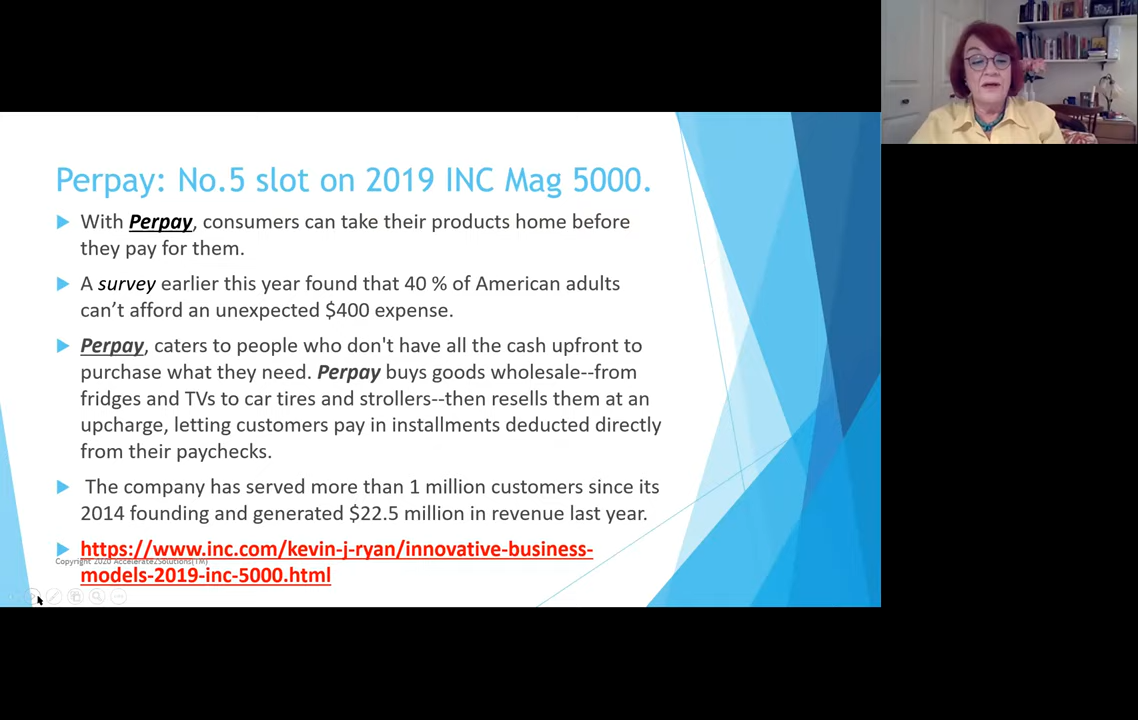 Perpay: No.5 slot on 2019 INC Mag 5000.
With Perpay, consumers can take their products home before
they pay for them.
A survey earlier this year found that 40 % of American adults
can’t afford an unexpected $400 expense.
Perpay, caters to people who don't have all the cash upfront to
purchase what they need. Perpay buys goods wholesale--from
fridges and TVs to car tires and strollers--then resells them at an
upcharge, letting customers pay in installments deducted directly
from their paychecks.
The company has served more than 1 million customers since its
2014 founding and generated $22.5 million in revenue last year.
https://www.inc.com/kevin-j-ryan/innovative-business-
Copyright 2020 Accelerate2Solutions(TM)
models-2019-inc-5000.html